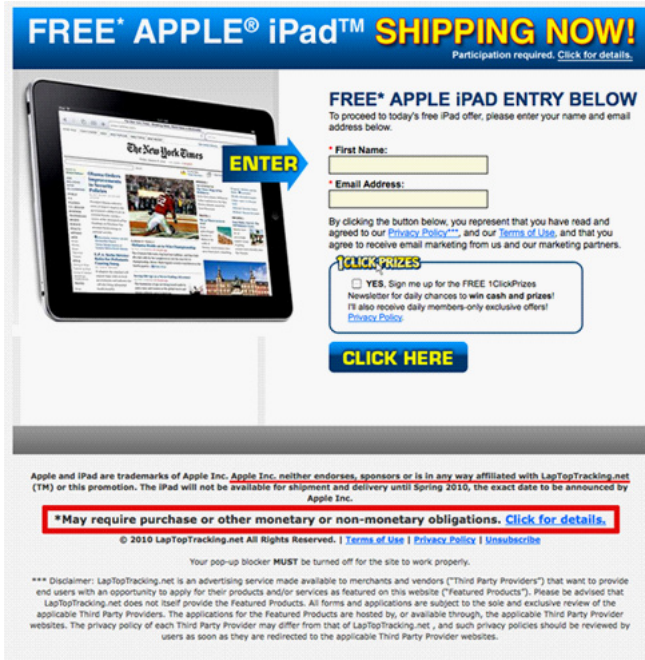 FREE* APPLE® iPad™ SHIPPING NOW!
Participation required. Click for details.
The New York Times
Obama Orders
Improvements
in Security
Policies
ENTER
FREE* APPLE iPAD ENTRY BELOW
To proceed to today's free iPad offer, please enter your name and email
address below.
* First Name:
* Email Address:
By clicking the button below, you represent that you have read and
agreed to our Privacy Policy***, and our Terms of Use, and that you
agree to receive email marketing from us and our marketing partners.
1CLICK PRIZES
YES, Sign me up for the FREE 1ClickPrizes
Newsletter for daily chances to win cash and prizes!
I'll also receive daily members-only exclusive offers!
Privacy Policy.
CLICK HERE
Apple and iPad are trademarks of Apple Inc. Apple Inc. neither endorses, sponsors or is in any way affiliated with LapTopTracking.net
(TM) or this promotion. The iPad will not be available for shipment and delivery until Spring 2010, the exact date to be announced by
Apple Inc.
*May require purchase or other monetary or non-monetary obligations. Click for details.
© 2010 LapTopTracking.net All Rights Reserved. | Terms of Use | Privacy Policy | Unsubscribe
Your pop-up blocker MUST be turned off for the site to work properly.
*** Disclaimer: LapTopTracking.net is an advertising service made available to merchants and vendors ("Third Party Providers") that want to provide
end users with an opportunity to apply for their products and/or services as featured on this website ("Featured Products"). Please be advised that
LapTopTracking.net does not itself provide the Featured Products. All forms and applications are subject to the sole and exclusive review of the
applicable Third Party Providers. The applications for the Featured Products are hosted by, or available through, the applicable Third Party Provider
websites. The privacy policy of each Third Party Provider may differ from that of LapTopTracking.net , and such privacy policies should be reviewed by
users as soon as they are redirected to the applicable Third Party Provider websites.